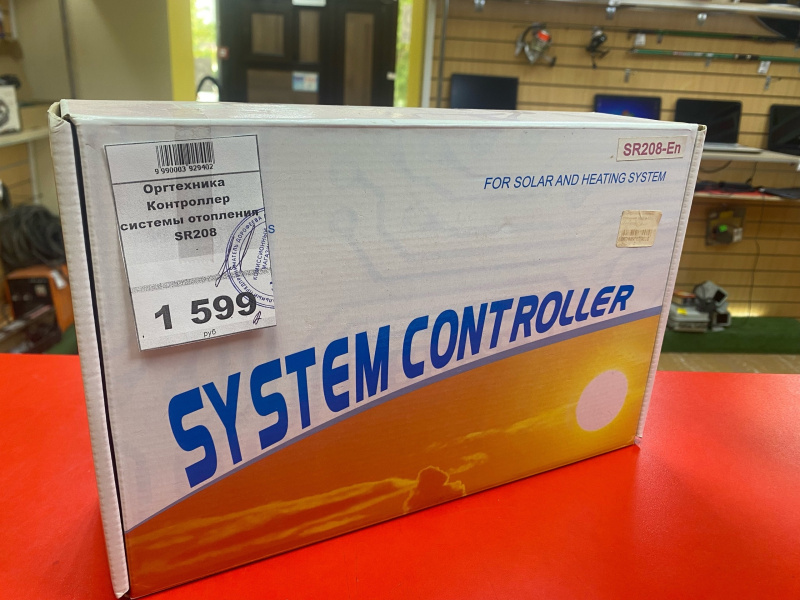 9 990003 929402
Оргтехника
Контроллер
системы отопления
SR208
1 599
руб
SR208-En
FOR SOLAR AND HEATING SYSTEM
SYSTEM CONTROLLER